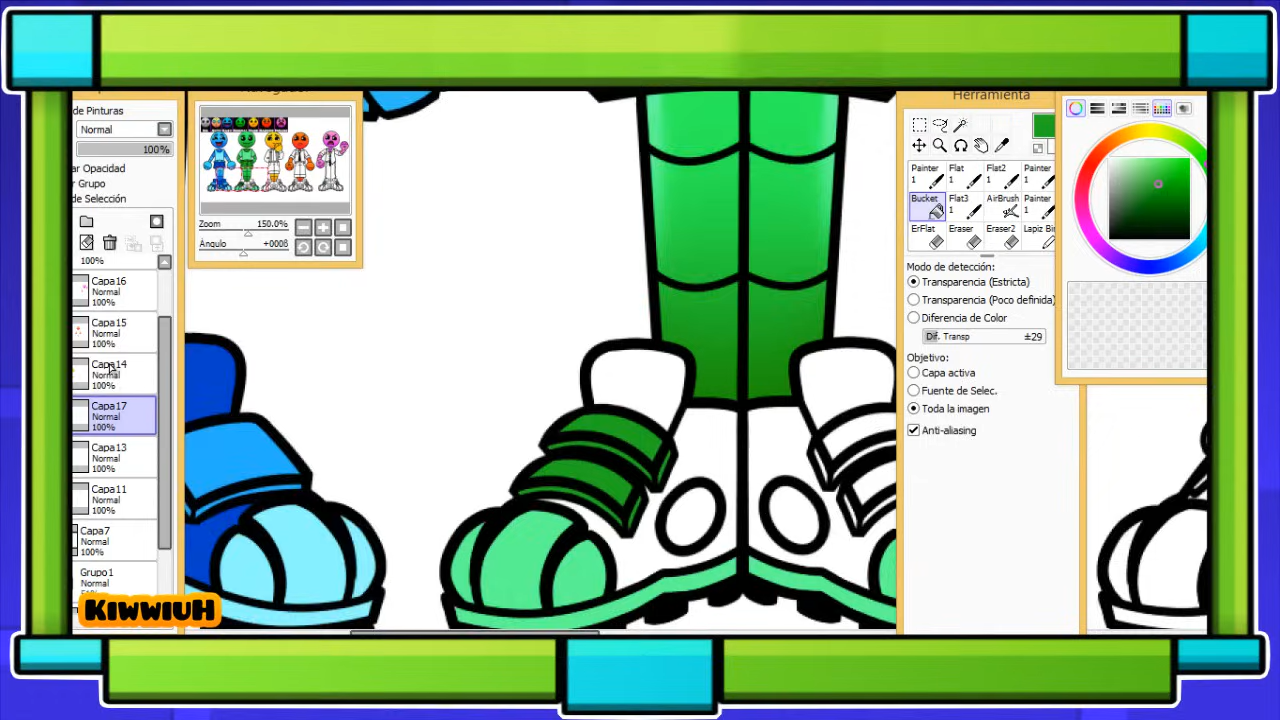 de Pinturas
Normal
100%
ar Opacidad
r Grupo
de Selección
100%
Capa16
Normal
100%
Capa15
Normal
100%
Capa14
Normal
100%
Capa17
Normal
100%
Capa13
Normal
100%
Capa11
Normal
100%
Capa7
Normal
100%
Grupo1
Normal
KIWWIUH
Zoom 150.0%
Ángulo +000ß
Herramienta
Painter Flat Flat2 Painter
1 1 1 1
Bucket Flat3 AirBrush Painter
1 1
ErFlat Eraser Eraser2 Lapiz Bi
Modo de detección:
Transparencia (Estricta)
Transparencia (Poco definida)
Diferencia de Color
Dif. Transp ±29
Objetivo:
Capa activa
Fuente de Selec.
Toda la imagen
Anti-aliasing